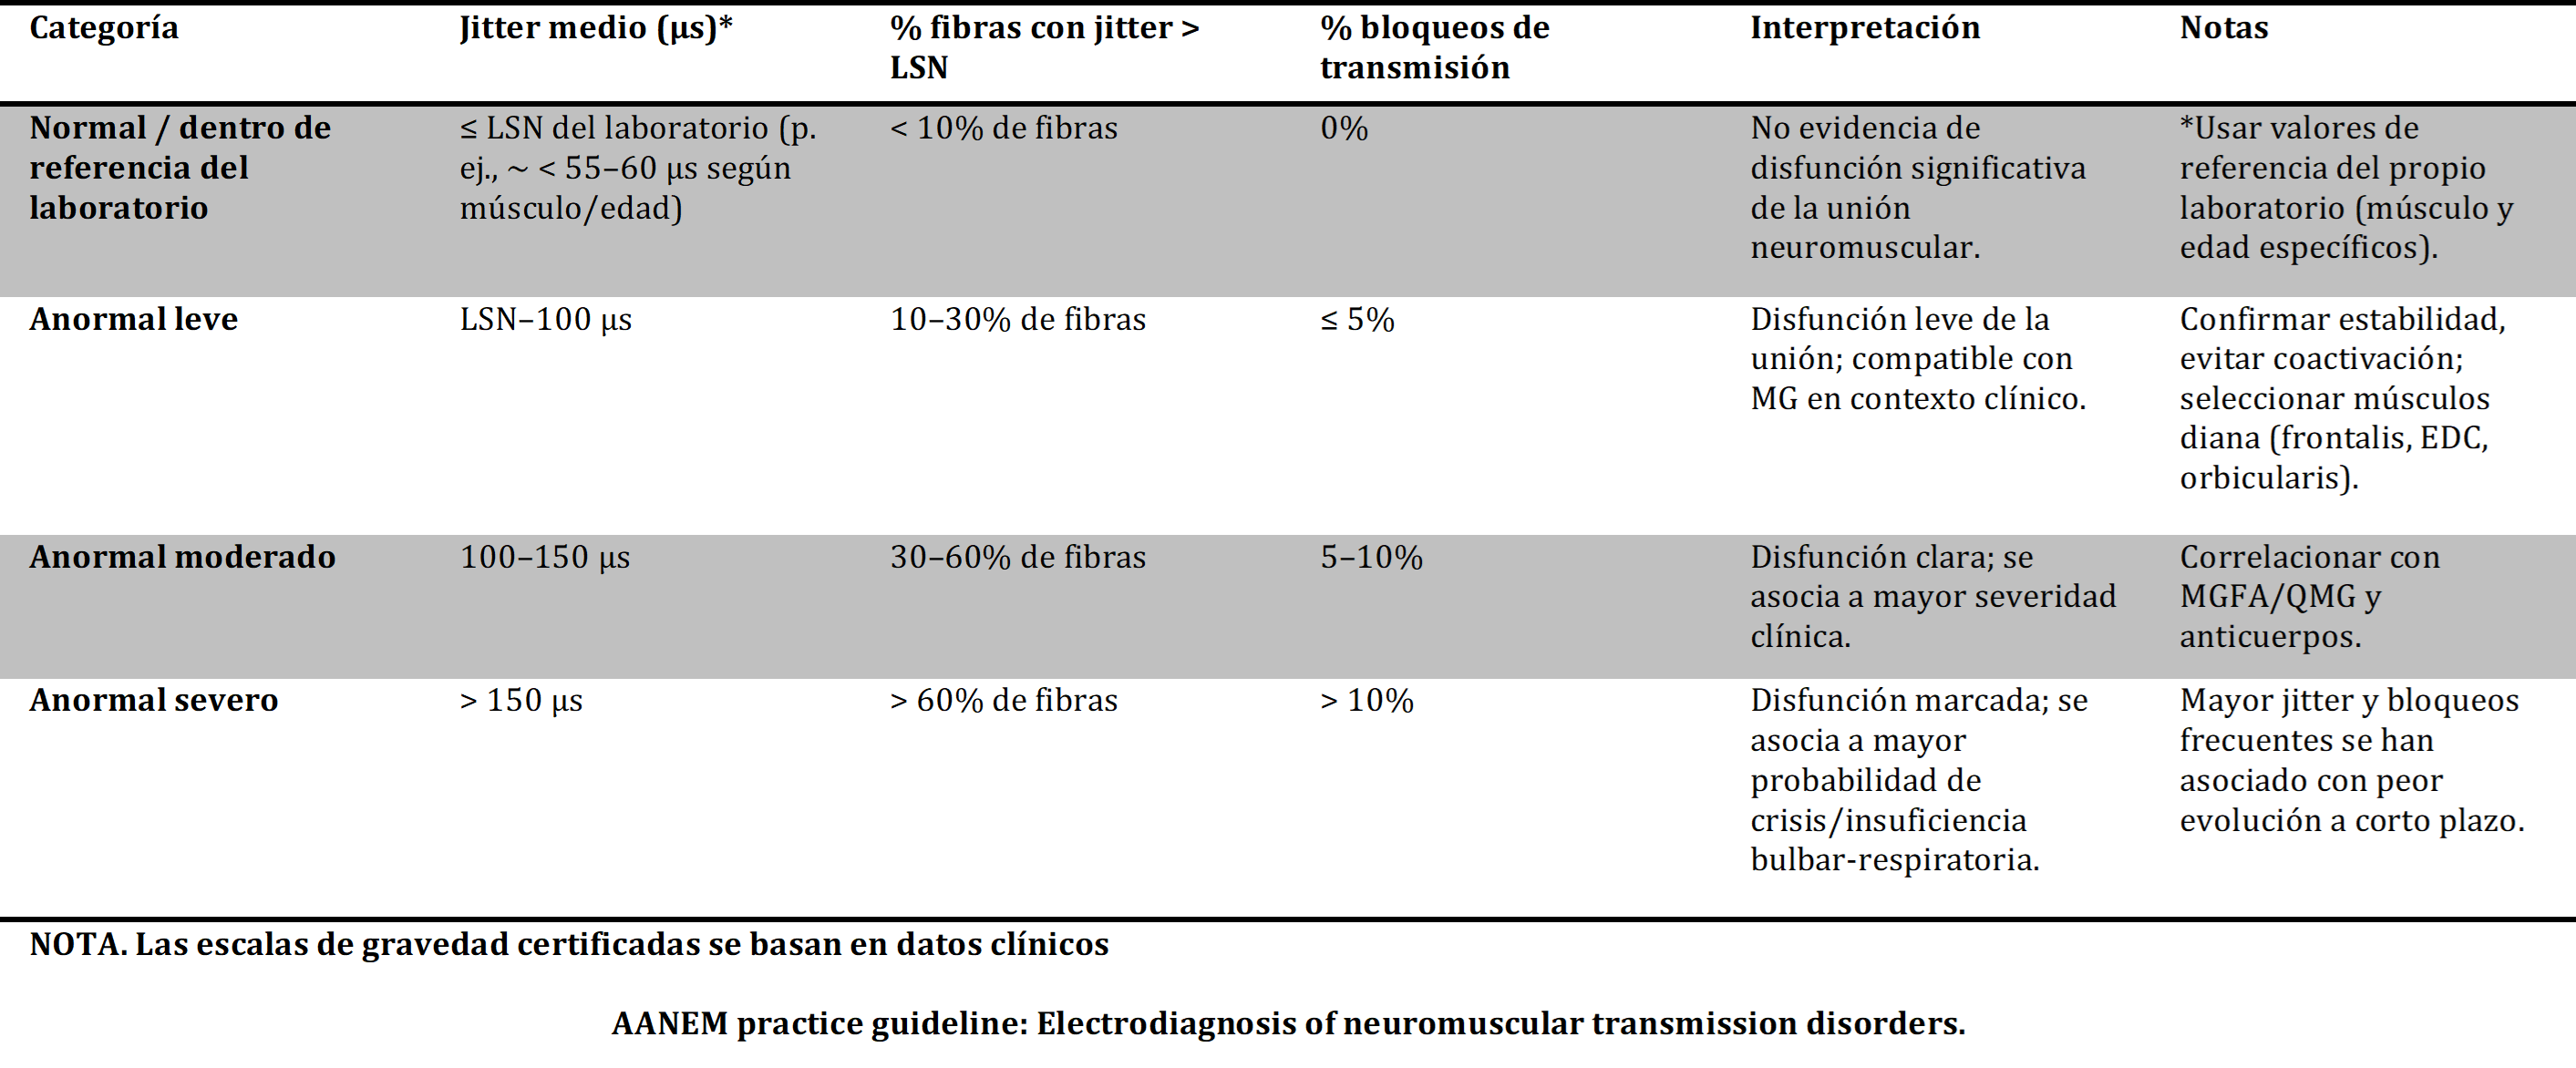 Categoría
Jitter medio (µs)*
% fibras con jitter >
LSN
% bloqueos de
transmisión
Interpretación
Notas
Normal / dentro de
referencia del
laboratorio
≤ LSN del laboratorio (p.
ej., ~ < 55–60 µs según
músculo/edad)
< 10% de fibras
0%
No evidencia de
disfunción significativa
de la unión
neuromuscular.
*Usar valores de
referencia del propio
laboratorio (músculo y
edad específicos).
Anormal leve
LSN–100 µs
10–30% de fibras
≤ 5%
Disfunción leve de la
unión; compatible con
MG en contexto clínico.
Confirmar estabilidad,
evitar coactivación;
seleccionar músculos
diana (frontalis, EDC,
orbicularis).
Anormal moderado
100–150 µs
30–60% de fibras
5–10%
Disfunción clara; se
asocia a mayor severidad
clínica.
Correlacionar con
MGFA/QMG y
anticuerpos.
Anormal severo
> 150 µs
> 60% de fibras
> 10%
Disfunción marcada; se
asocia a mayor
probabilidad de
crisis/insuficiencia
bulbar-respiratoria.
Mayor jitter y bloqueos
frecuentes se han
asociado con peor
evolución a corto plazo.
NOTA. Las escalas de gravedad certificadas se basan en datos clínicos
AANEM practice guideline: Electrodiagnosis of neuromuscular transmission disorders.